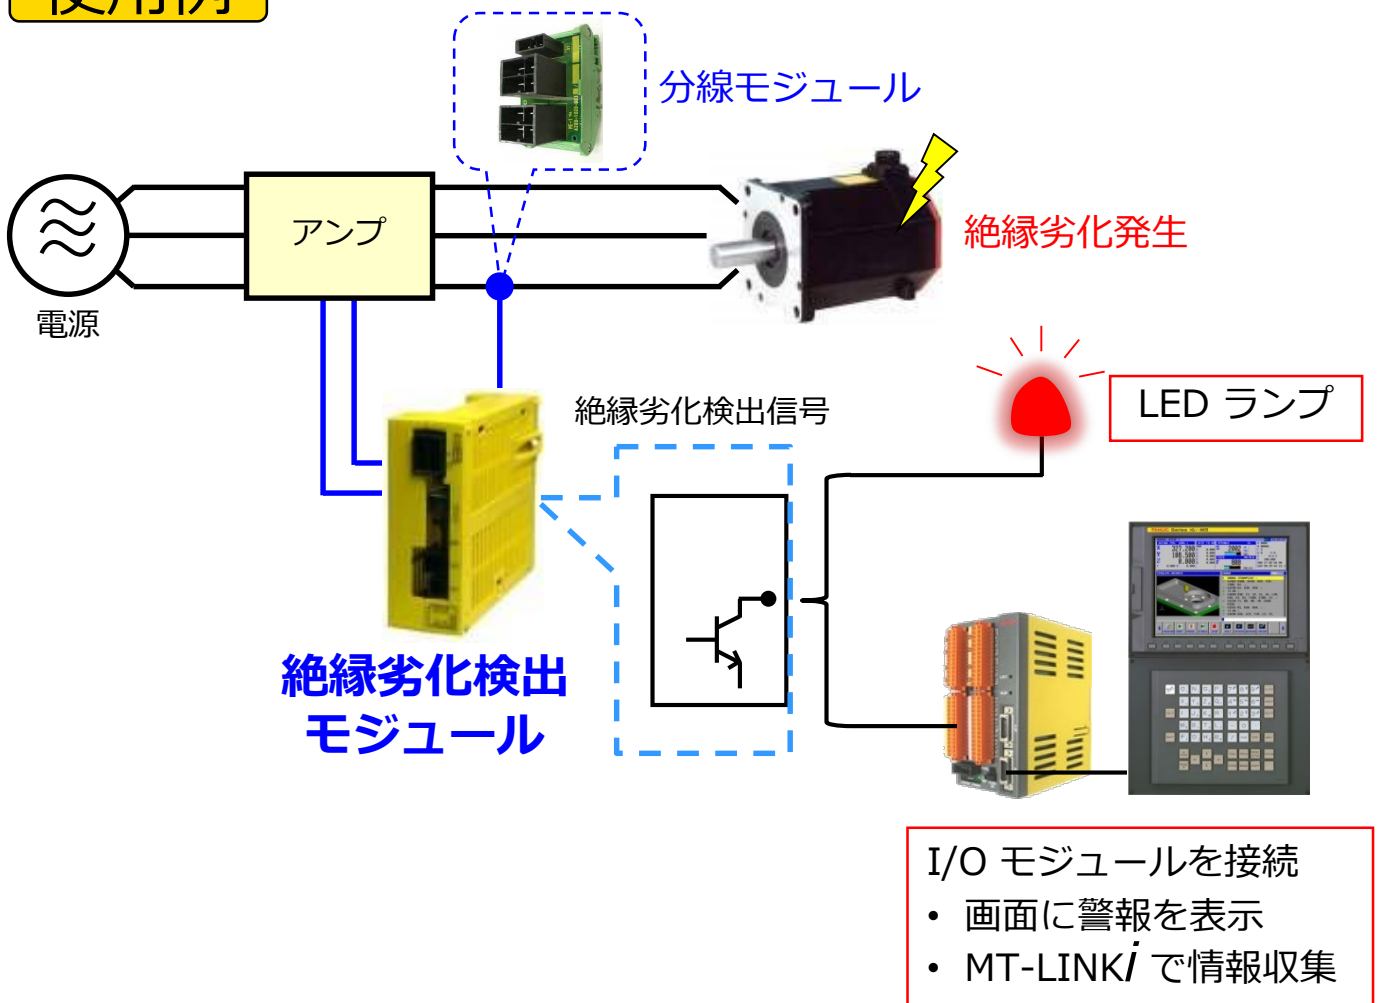 使用例
分線モジュール
アンプ
絶縁劣化発生
電源
絶縁劣化検出信号
LED ランプ
絶縁劣化検出
モジュール
I/O モジュールを接続
• 画面に警報を表示
• MT-LINKi で情報収集